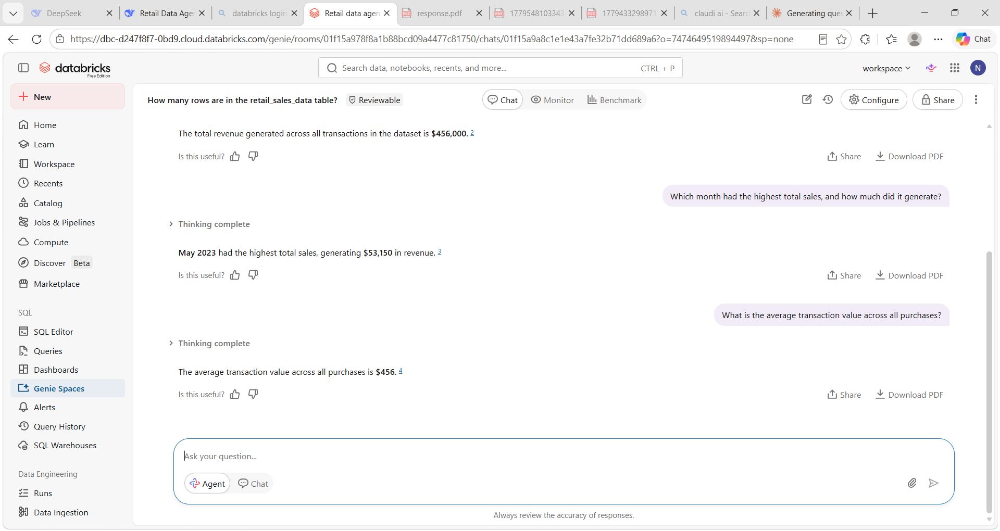 DeepSeek
Retail Data Ager
databricks login
Retail data agen
response.pdf
1779548103343
1779433298971
claudi ai - Searc
Generating ques
https://dbc-d247f8f7-0bd9.cloud.databricks.com/genie/rooms/01f15a978f8a1b88bcd09a4477c81750/chats/01f15a9a8c1e1e43a7fe32b71dd689a6?o=7474649519894497&sp=none
Chat
databricks
Free Edition
Search data, notebooks, recents, and more...
CTRL + P
workspace
N
New
Home
Learn
Workspace
Recents
Catalog
Jobs & Pipelines
Compute
Discover Beta
Marketplace
SQL
SQL Editor
Queries
Dashboards
Genie Spaces
Alerts
Query History
SQL Warehouses
Data Engineering
Runs
Data Ingestion
How many rows are in the retail_sales_data table?
Reviewable
Chat
Monitor
Benchmark
Configure
Share
The total revenue generated across all transactions in the dataset is $456,000. 2
Is this useful?
Share
Download PDF
Which month had the highest total sales, and how much did it generate?
Thinking complete
May 2023 had the highest total sales, generating $53,150 in revenue. 3
Is this useful?
Share
Download PDF
What is the average transaction value across all purchases?
Thinking complete
The average transaction value across all purchases is $456. 4
Is this useful?
Share
Download PDF
Ask your question...
Agent
Chat
Always review the accuracy of responses.